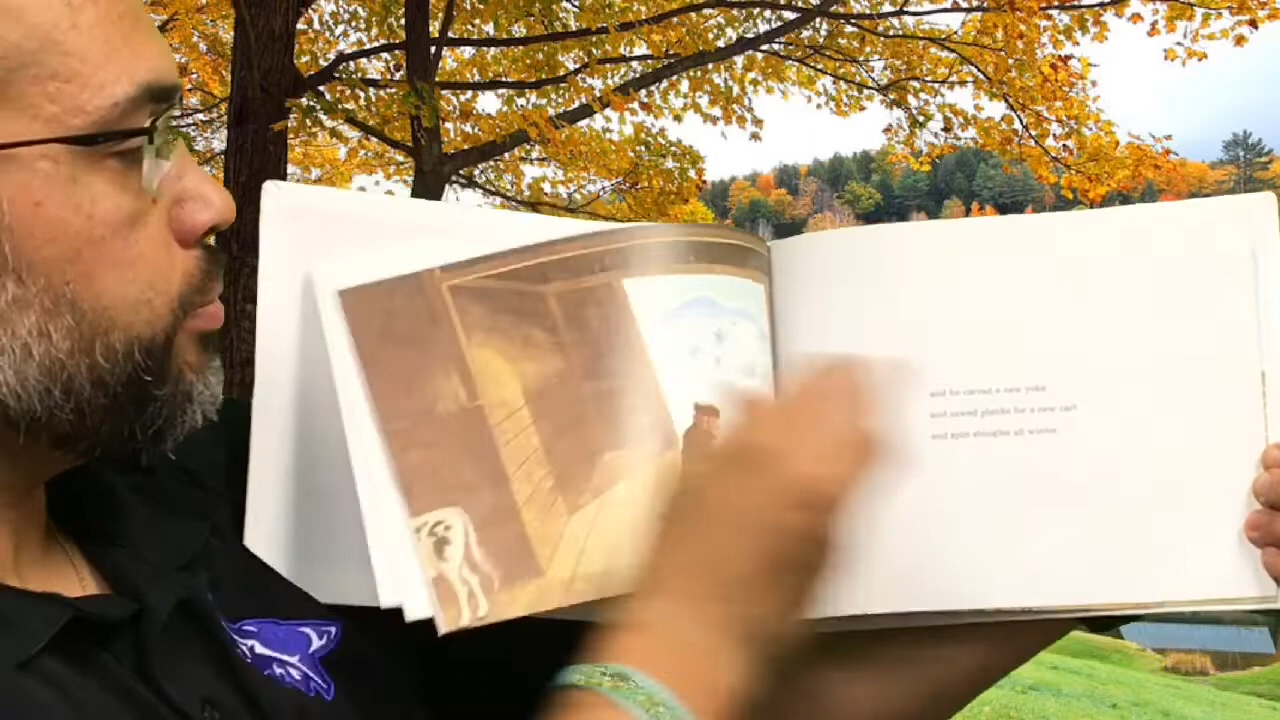 and he carved a new yoke
and sawed planks for a new cart
and split shingles all winter.